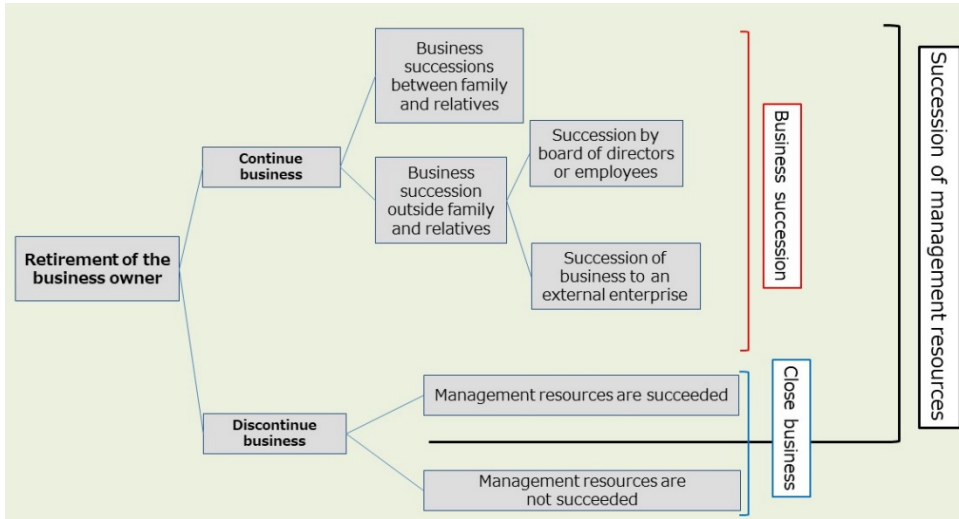 Business
successions
between family
and relatives
Succession by
board of directors
or employees
Continue
business
Business
succession
outside family
and relatives
Retirement of the
business owner
Succession of
business to an
external enterprise
Business succession
Succession of management resources
Management resources are succeeded
Discontinue
business
Close business
Management resources are
not succeeded